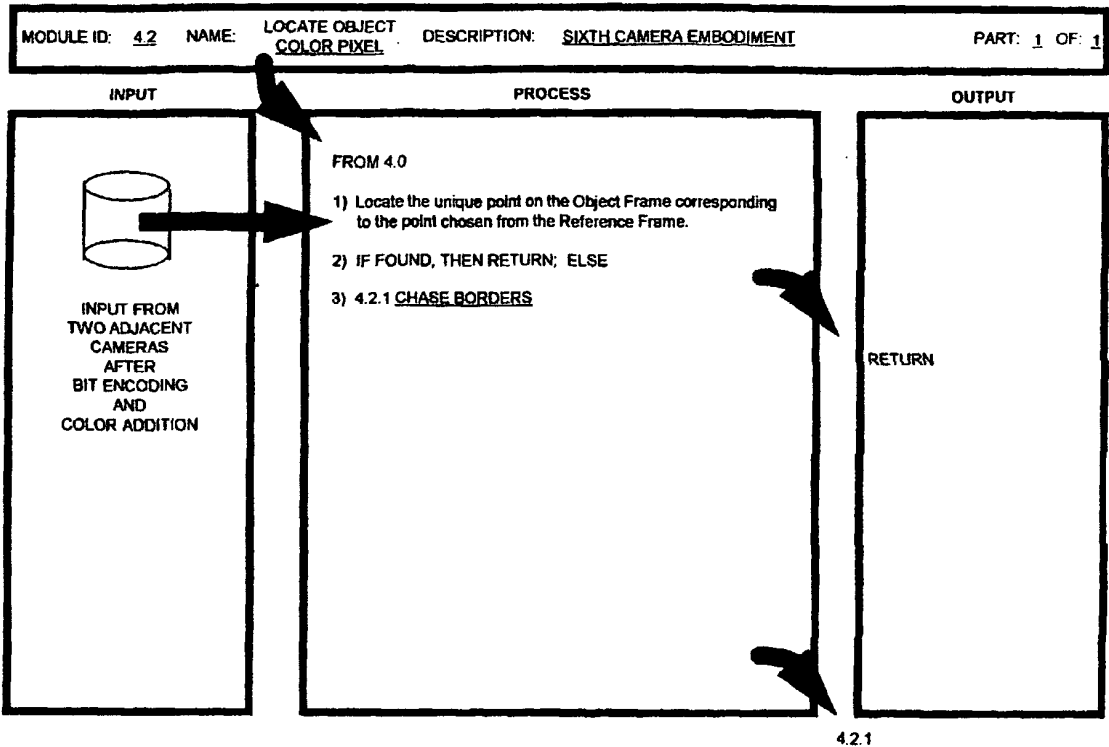 MODULE ID: 4.2 NAME: LOCATE OBJECT COLOR PIXEL DESCRIPTION: SIXTH CAMERA EMBODIMENT PART: 1 OF: 1
INPUT
PROCESS
OUTPUT
INPUT FROM
TWO ADJACENT
CAMERAS
AFTER
BIT ENCODING
AND
COLOR ADDITION
FROM 4.0
1) Locate the unique point on the Object Frame corresponding
to the point chosen from the Reference Frame.
2) IF FOUND, THEN RETURN; ELSE
3) 4.2.1 CHASE BORDERS
RETURN
4.2.1